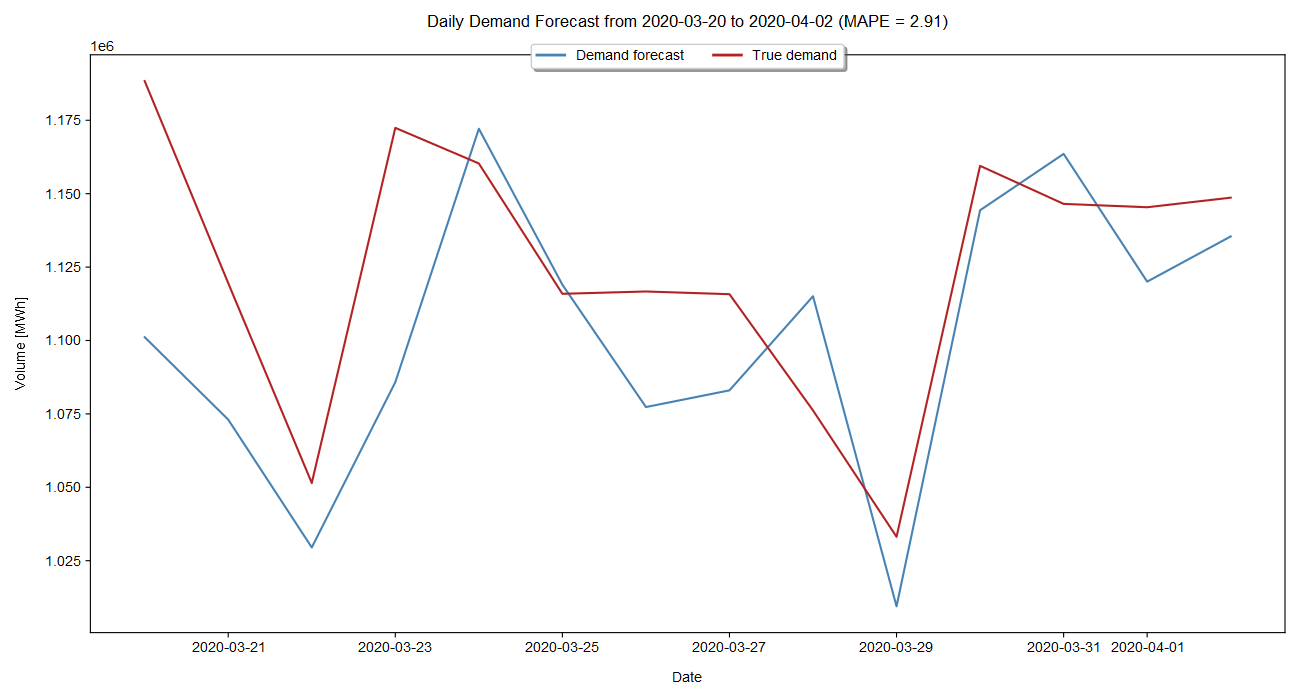 Daily Demand Forecast from 2020-03-20 to 2020-04-02 (MAPE = 2.91)
1e6
Demand forecast True demand
1.175
1.150
1.125
1.100
1.075
1.050
1.025
Volume [MWh]
2020-03-21 2020-03-23 2020-03-25 2020-03-27 2020-03-29 2020-03-31 2020-04-01
Date